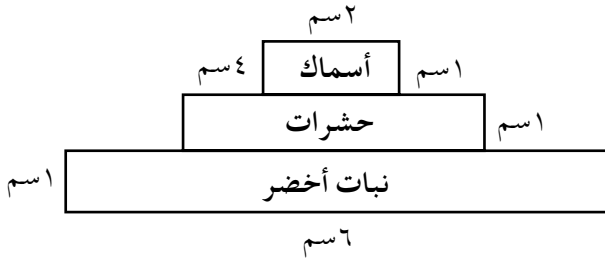 ٢ سم
١ سم أسماك ٤ سم
١ سم حشرات
نبات أخضر ١ سم
٦ سم